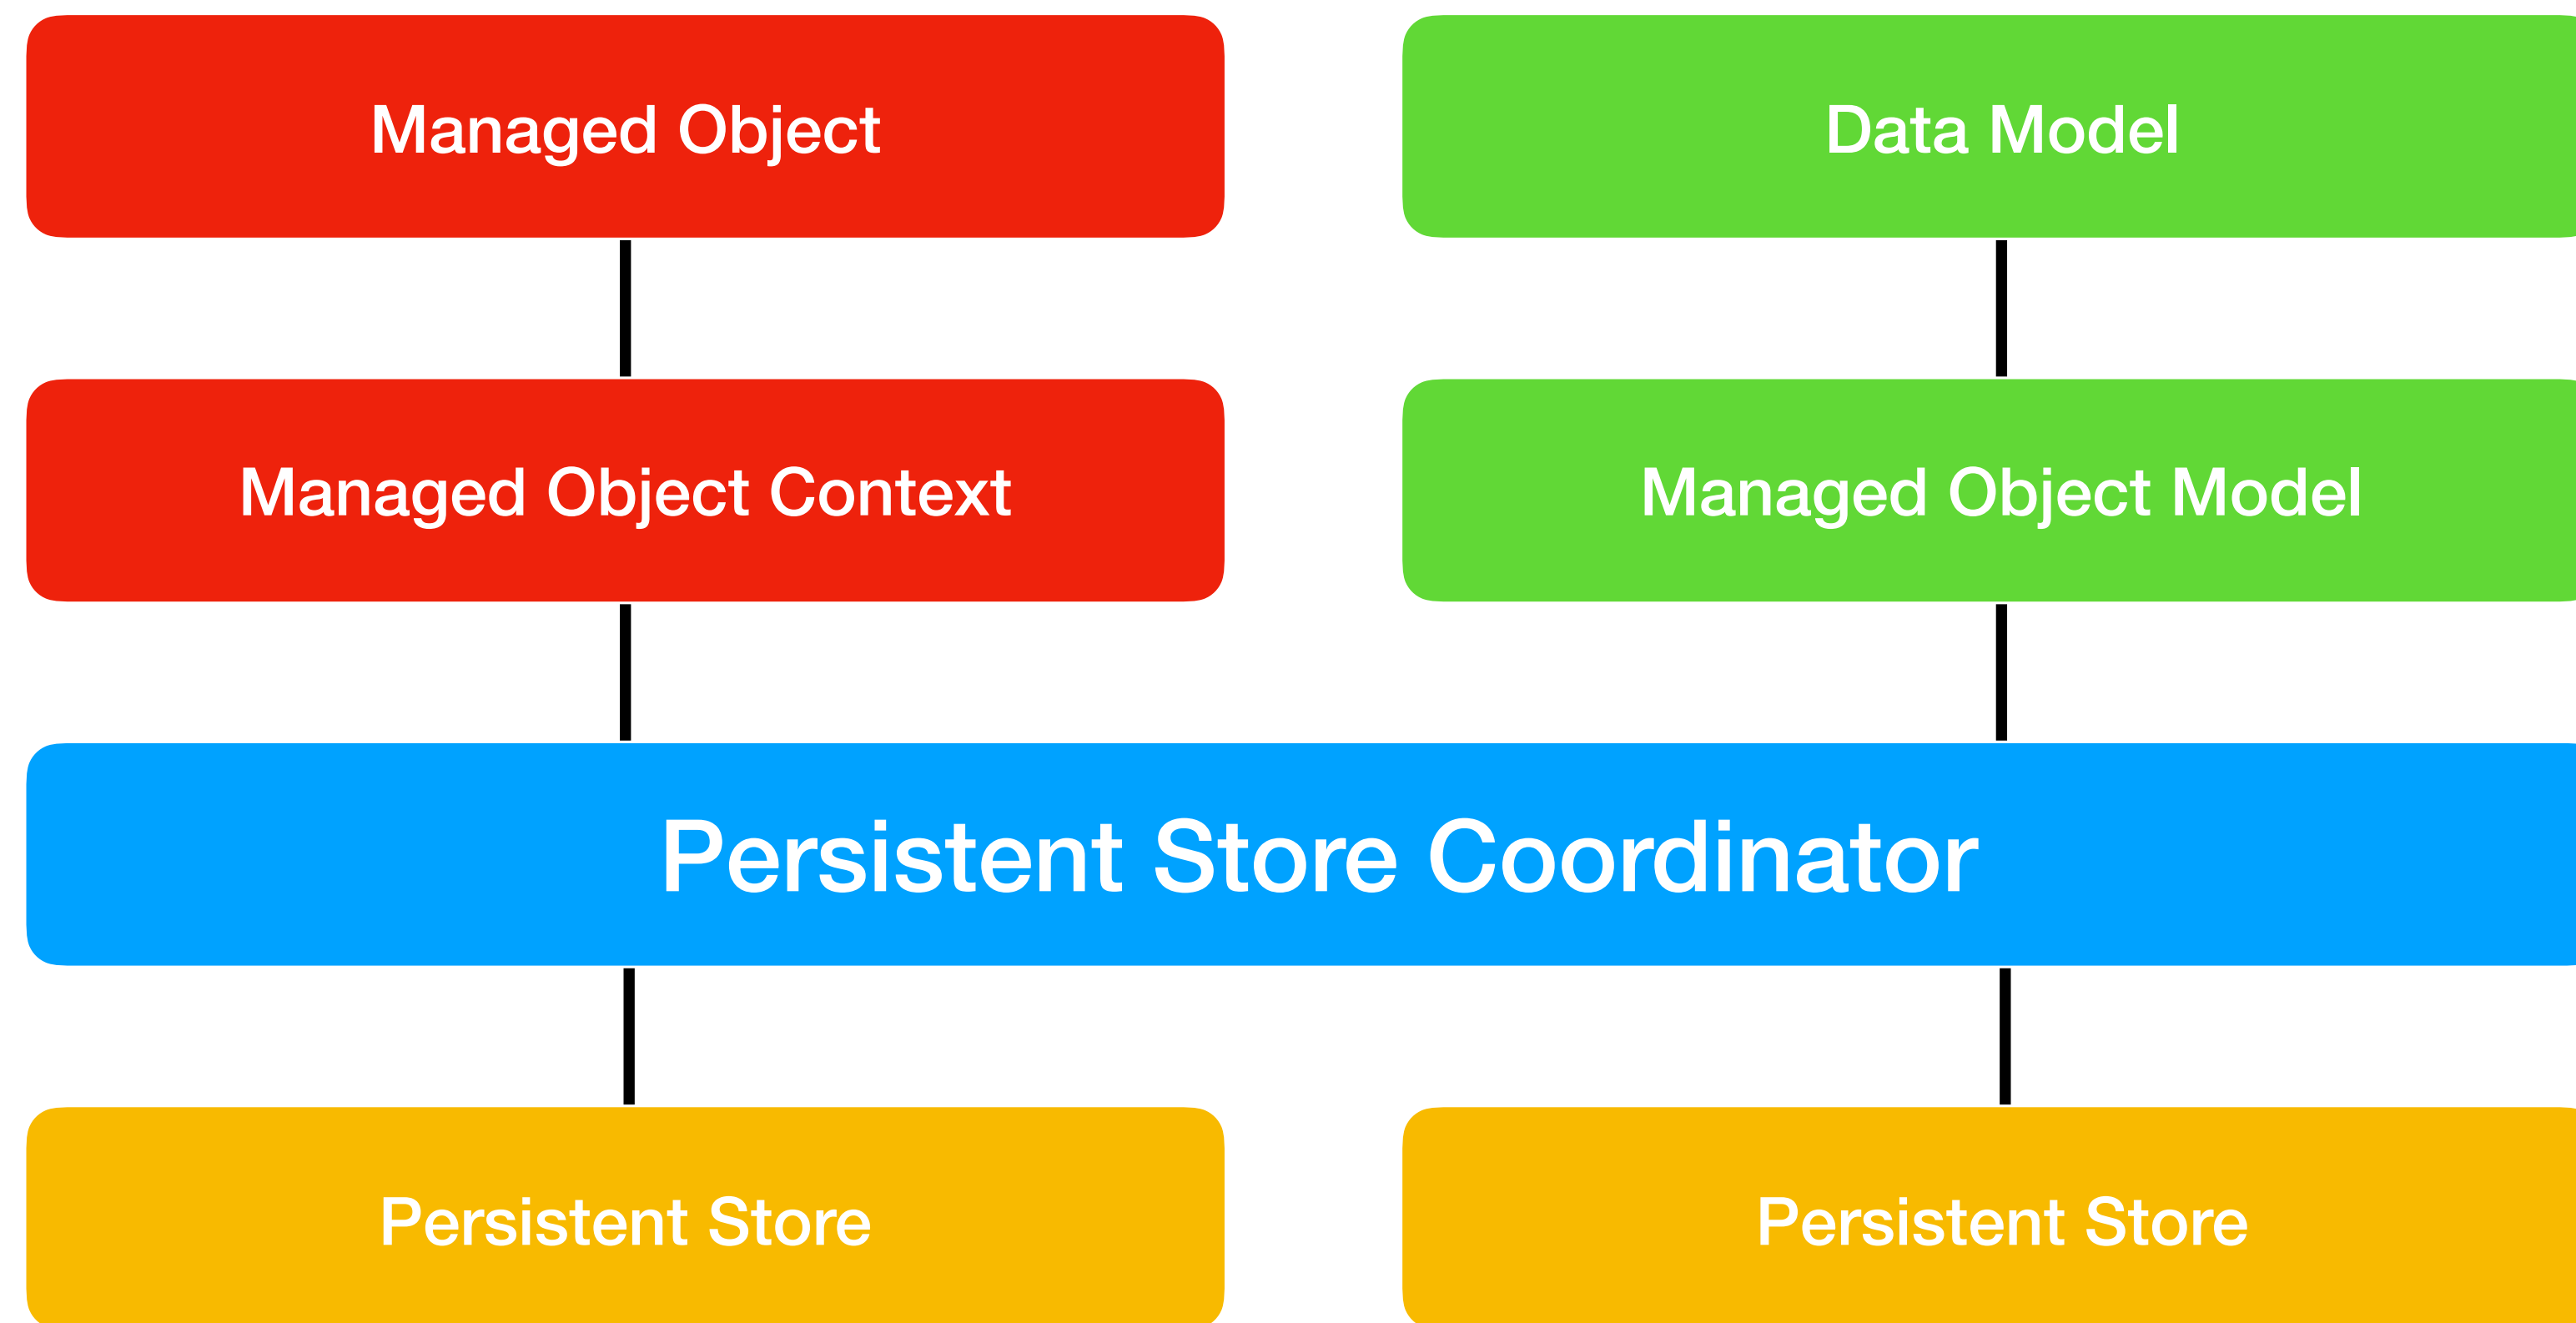 Managed Object
Data Model
Managed Object Context
Managed Object Model
Persistent Store Coordinator
Persistent Store
Persistent Store